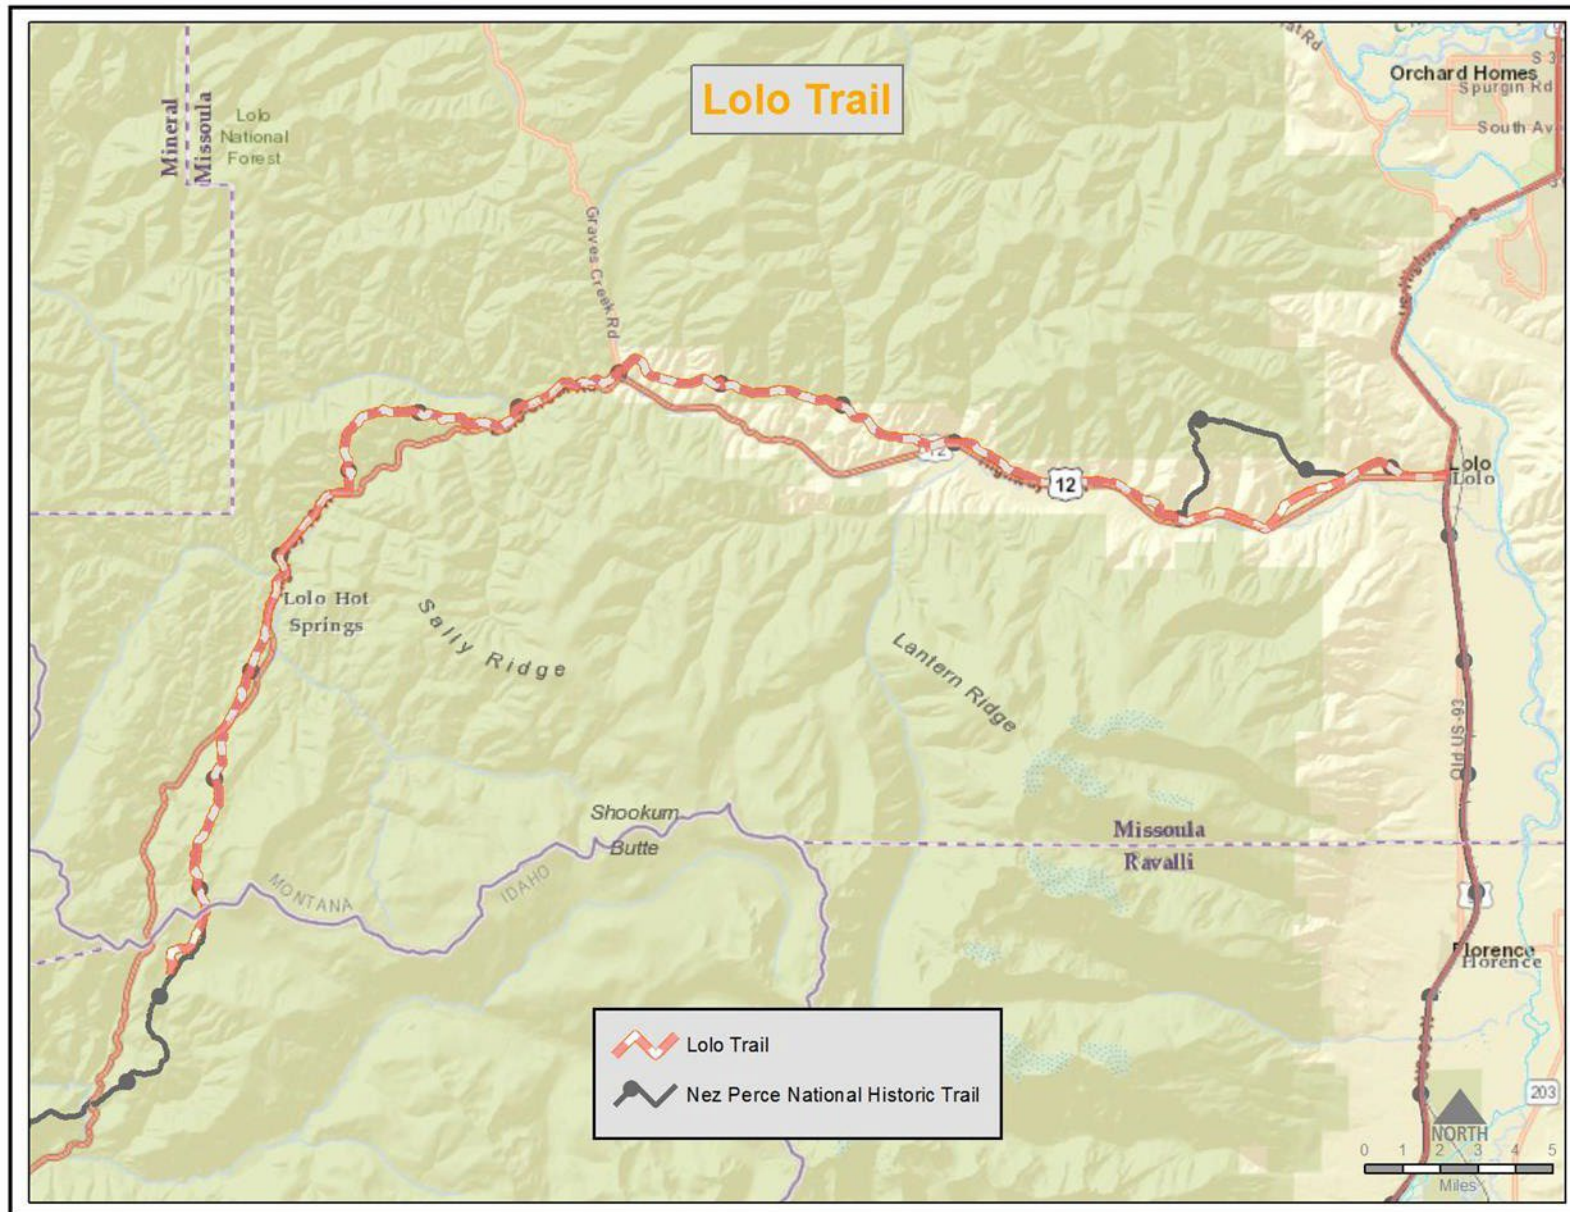 Lolo Trail
Orchard Homes
Spurgin Rd
South Av
Mineral
Missoula
Lolo
National
Forest
Graves Creek Rd
12
12
Lolo
Lolo
Lolo Hot
Springs
Sally Ridge
Lantern Ridge
Old US-93
Shookum
Butte
Missoula
Ravalli
MONTANA
IDAHO
Florence
Florence
Lolo Trail
Nez Perce National Historic Trail
203
NORTH
0 1 2 3 4 5
Miles